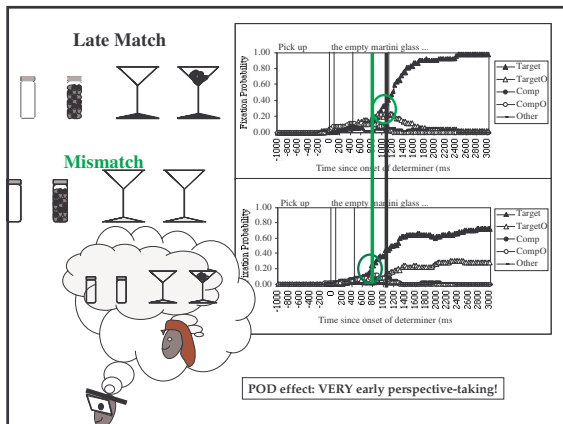 Late Match
Pick up the empty martini glass ...
Fixation Probability
1.00
0.80
0.60
0.40
0.20
0.00
-1000 -800 -600 -400 -200 0 200 400 600 800 1000 1200 1400 1600 1800 2000 2200 2400 2600 2800 3000
Time since onset of determiner (ms
Target
TargetO
Comp
CompO
Other
Mismatch
Pick up the empty martini glass ...
Fixation Probability
1.00
0.80
0.60
0.40
0.20
0.00
-1000 -800 -600 -400 -200 0 200 400 600 800 1000 1200 1400 1600 1800 2000 2200 2400 2600 2800 3000
Time since onset of determiner (ms
Target
TargetO
Comp
CompO
Other
POD effect: VERY early perspective-taking!